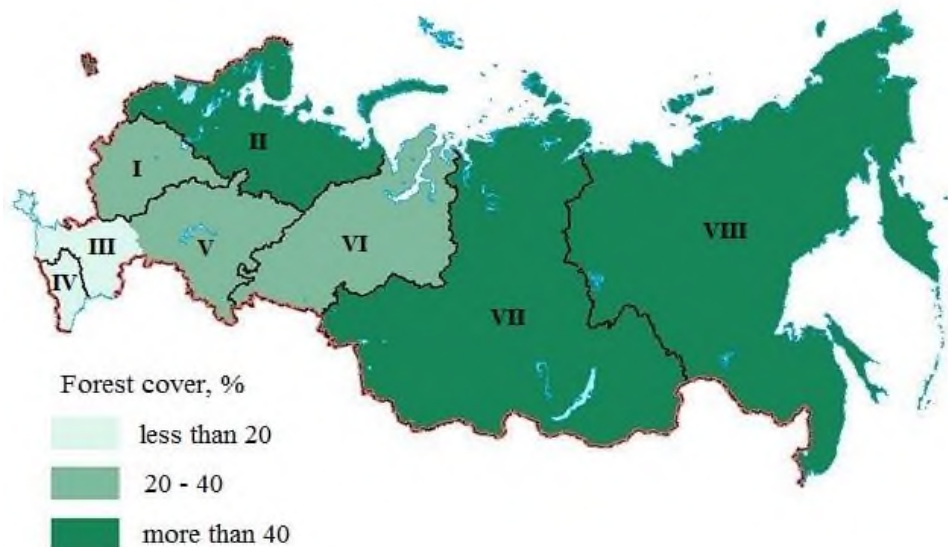 II
I
III
V
VI
VIII
IV
VII
Forest cover, %
less than 20
20 - 40
more than 40